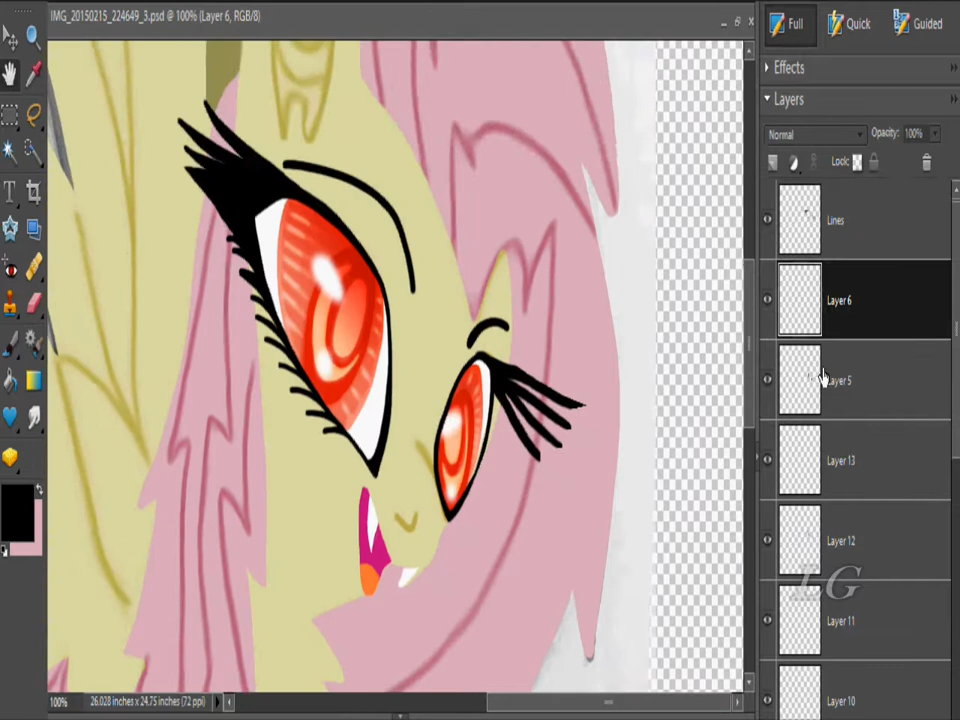 IMG_20150215_224649_3.psd @ 100% (Layer 6, RGB/8)
Full
Quick
Guided
Effects
Layers
Normal
Opacity: 100%
Lock:
Lines
Layer 6
Layer 5
Layer 13
Layer 12
LG
Layer 11
Layer 10
100%
26.028 inches x 24.75 inches (72 ppi)